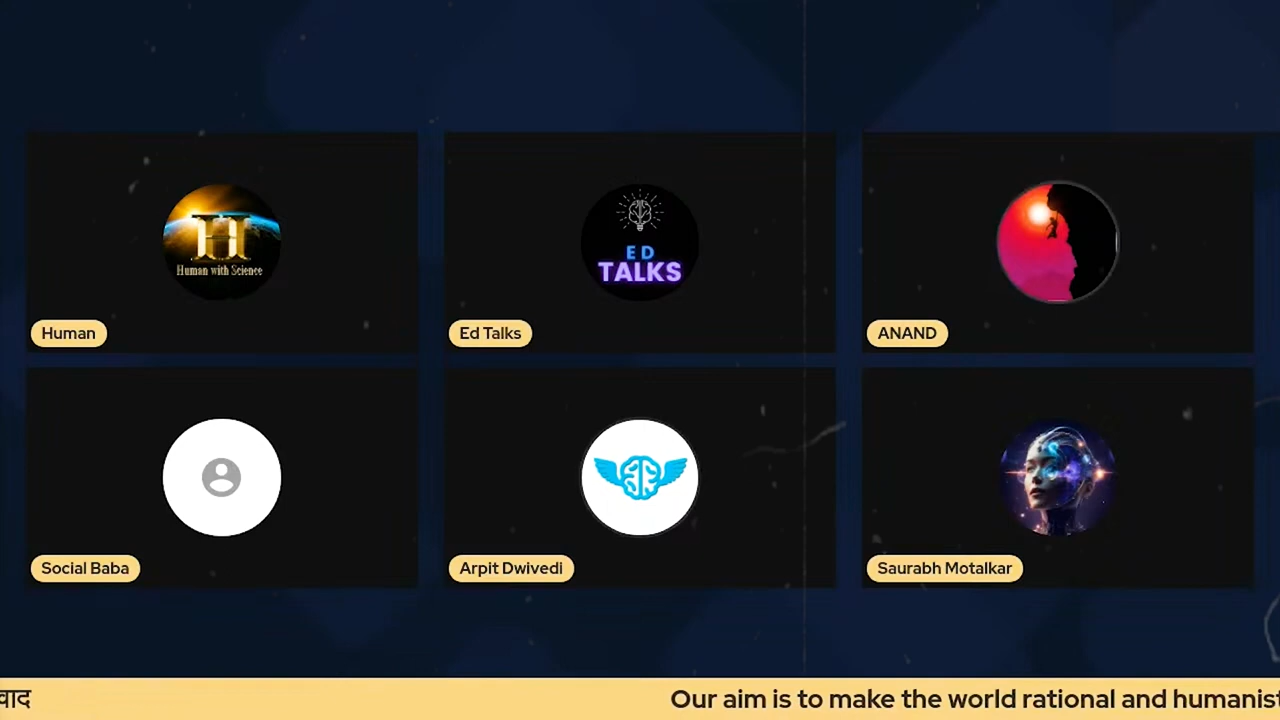 H
Human with Science
ED
TALKS
Human
Ed Talks
ANAND
Social Baba
Arpit Dwivedi
Saurabh Motalkar
वाद
Our aim is to make the world rational and humanist